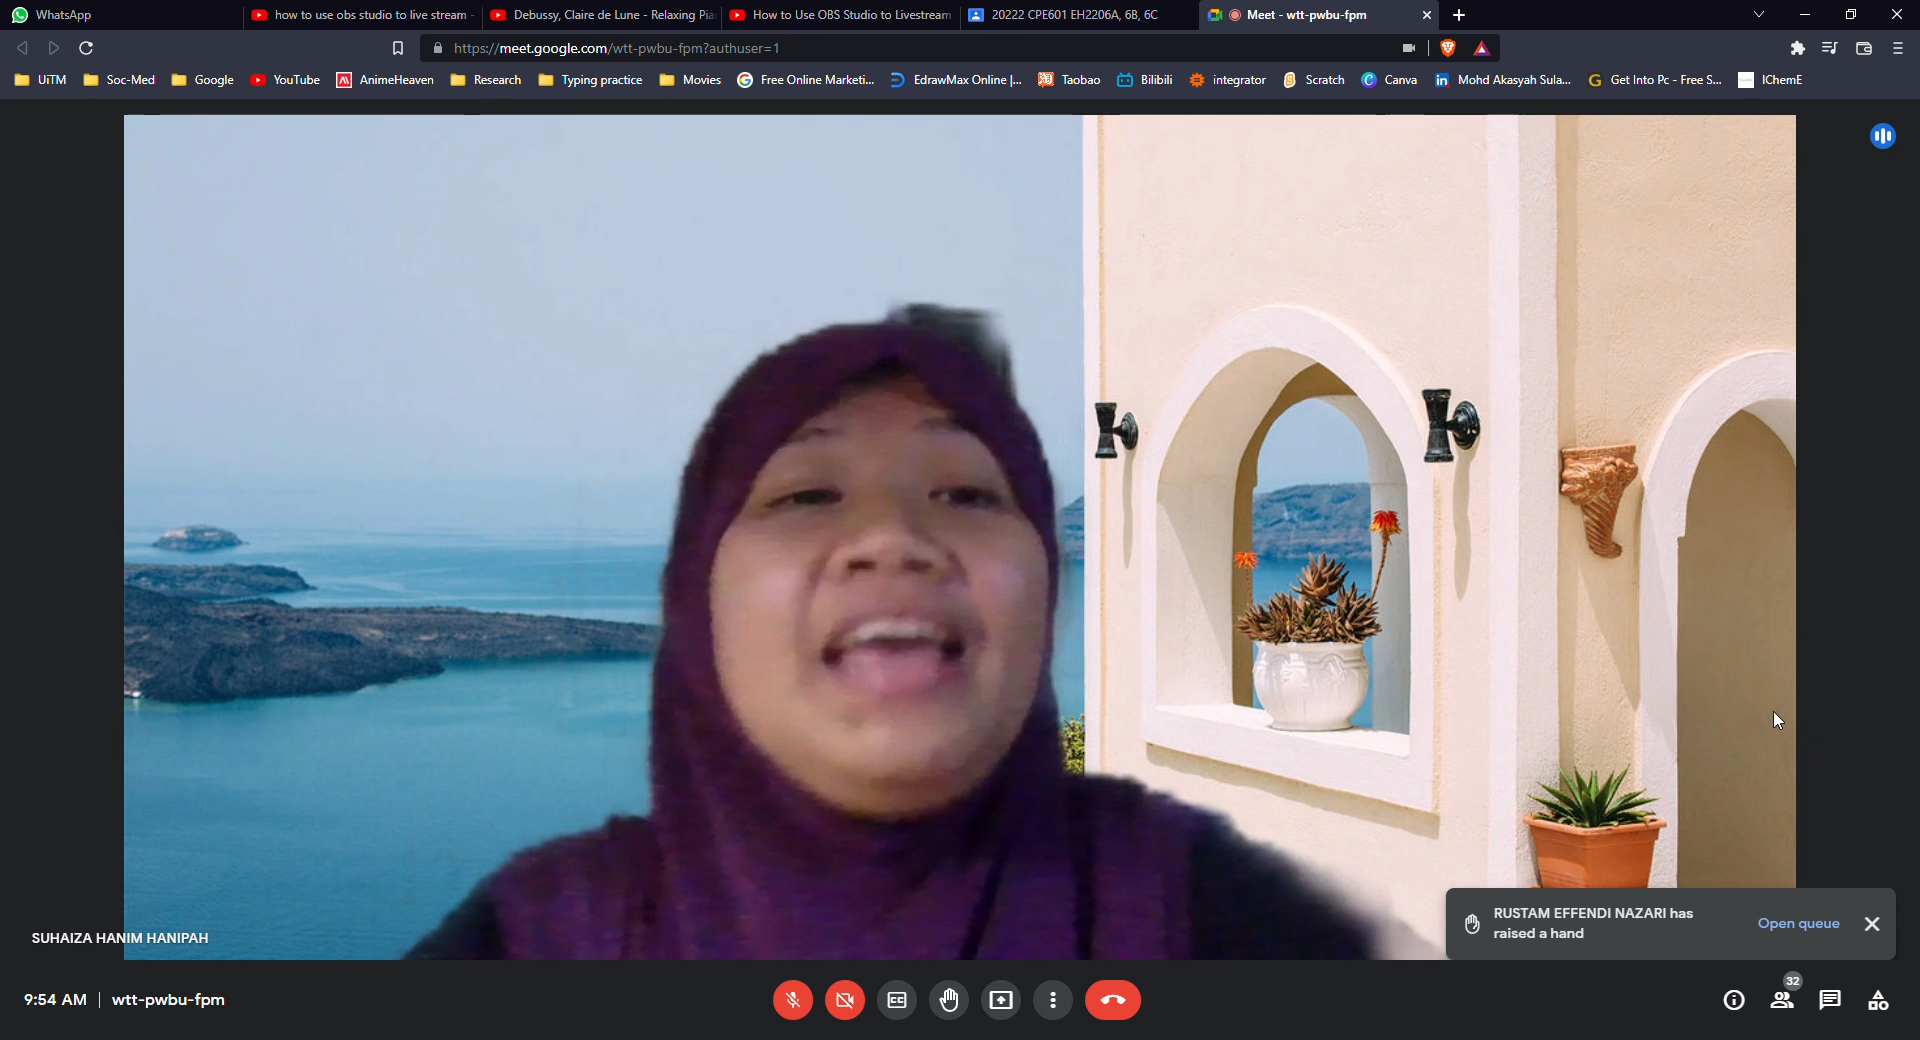 WhatsApp
how to use obs studio to live stream -
Debussy, Claire de Lune - Relaxing Pia
How to Use OBS Studio to Livestream
20222 CPE601 EH2206A, 6B, 6C
Meet - wtt-pwbu-fpm
https://meet.google.com/wtt-pwbu-fpm?authuser=1
UiTM
Soc-Med
Google
YouTube
AnimeHeaven
Research
Typing practice
Movies
Free Online Marketi...
EdrawMax Online |...
Taobao
Bilibili
integrator
Scratch
Canva
Mohd Akasyah Sula...
Get Into Pc - Free S...
IChemE
SUHAIZA HANIM HANIPAH
RUSTAM EFFENDI NAZARI has
raised a hand
Open queue
9:54 AM | wtt-pwbu-fpm
CC
32